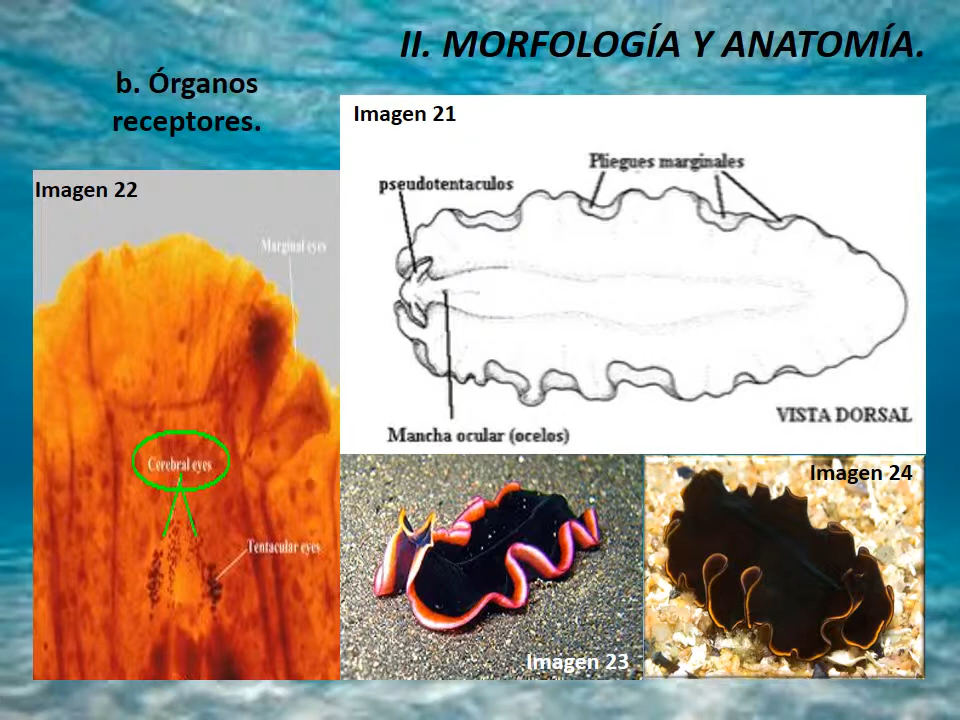 II. MORFOLOGÍA Y ANATOMÍA.
b. Órganos
receptores.
Imagen 21
Pliegues marginales
pseudotentaculos
Mancha ocular (ocelos)
VISTA DORSAL
Imagen 22
Marginal eyes
Cerebral eyes
Tentacular eyes
Imagen 23
Imagen 24